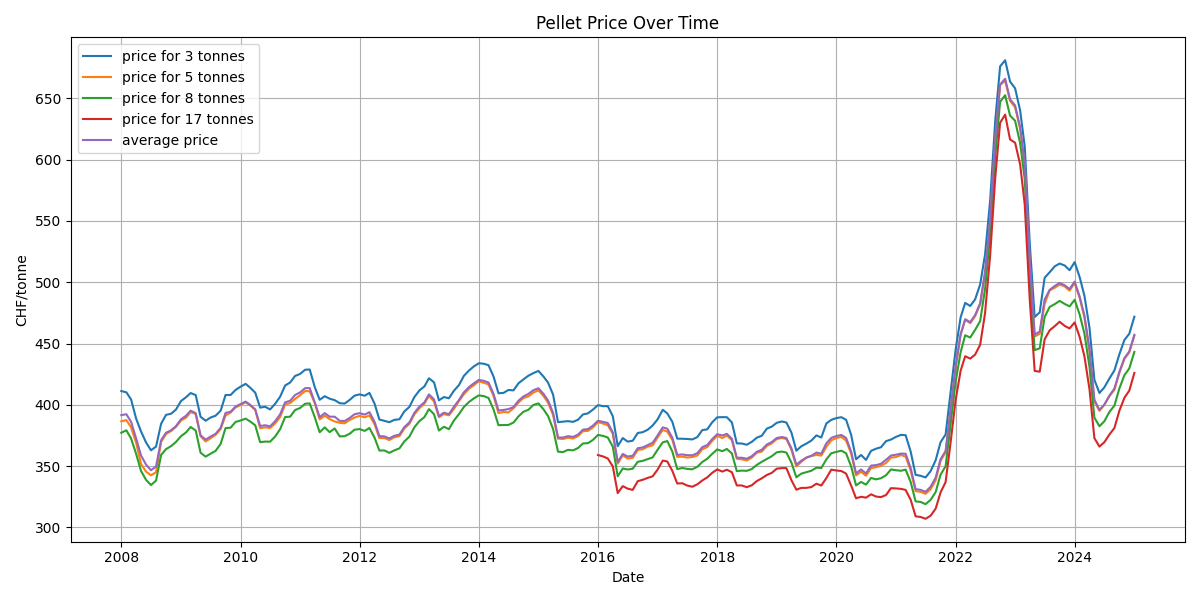 Pellet Price Over Time
price for 3 tonnes
price for 5 tonnes
price for 8 tonnes
price for 17 tonnes
average price
CHF/tonne
650
600
550
500
450
400
350
300
2008 2010 2012 2014 2016 2018 2020 2022 2024
Date